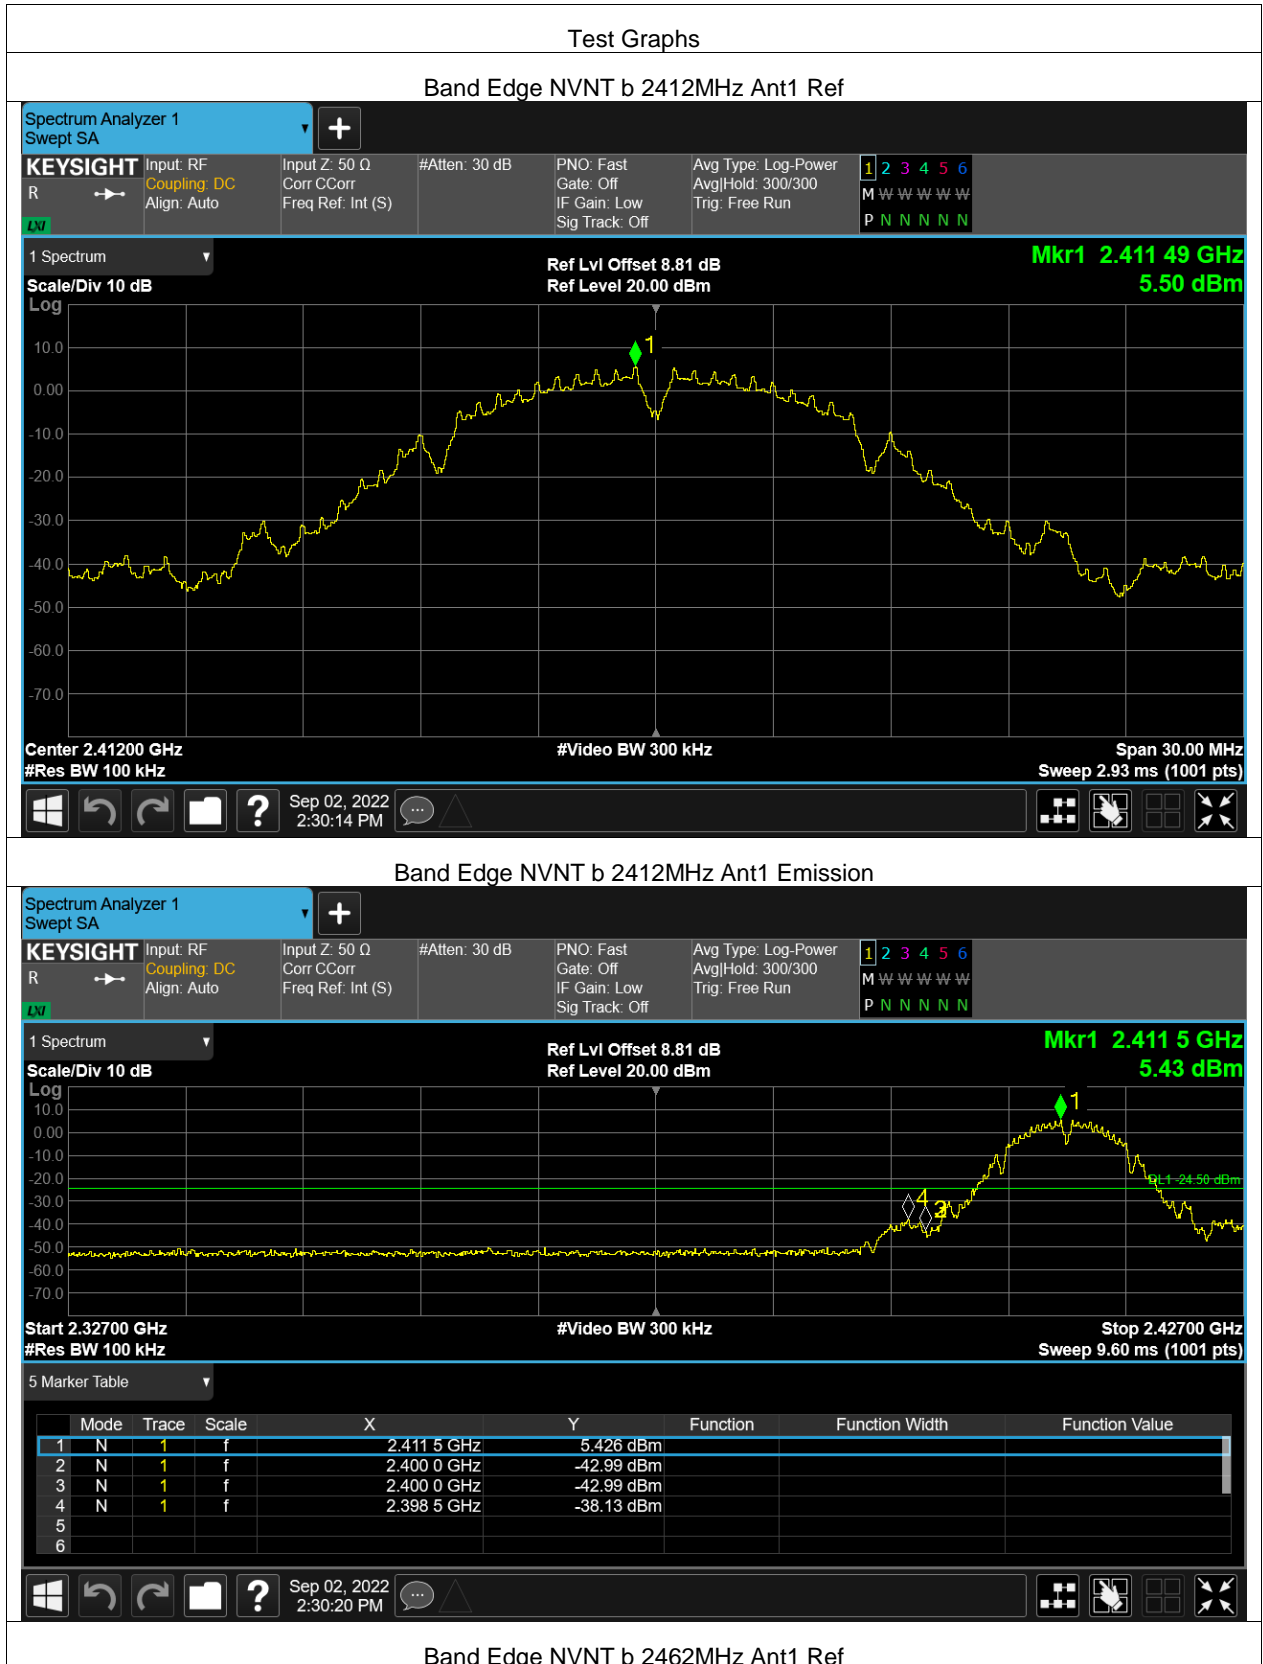 Test Graphs
Band Edge NVNT b 2412MHz Ant1 Ref
Spectrum Analyzer 1
Swept SA
KEYSIGHT Input: RF Input Z: 50 Ω #Atten: 30 dB PNO: Fast Avg Type: Log-Power 1 2 3 4 5 6
R Coupling: DC Corr CCorr Gate: Off Avg|Hold: 300/300 M W W W W W
Align: Auto Freq Ref: Int (S) IF Gain: Low Trig: Free Run
LXI Sig Track: Off P N N N N N
1 Spectrum Ref Lvl Offset 8.81 dB Mkr1 2.411 49 GHz
Scale/Div 10 dB Ref Level 20.00 dBm 5.50 dBm
Log
1
10.0
0.00
-10.0
-20.0
-30.0
-40.0
-50.0
-60.0
-70.0
Center 2.41200 GHz #Video BW 300 kHz Span 30.00 MHz
#Res BW 100 kHz Sweep 2.93 ms (1001 pts)
? Sep 02, 2022
2:30:14 PM
Band Edge NVNT b 2412MHz Ant1 Emission
Spectrum Analyzer 1
Swept SA
KEYSIGHT Input: RF Input Z: 50 Ω #Atten: 30 dB PNO: Fast Avg Type: Log-Power 1 2 3 4 5 6
R Coupling: DC Corr CCorr Gate: Off Avg|Hold: 300/300 M W W W W W
Align: Auto Freq Ref: Int (S) IF Gain: Low Trig: Free Run
LXI Sig Track: Off P N N N N N
1 Spectrum Ref Lvl Offset 8.81 dB Mkr1 2.411 5 GHz
Scale/Div 10 dB Ref Level 20.00 dBm 5.43 dBm
Log
1
10.0
0.00
-10.0
-20.0 DL1 -24.50 dBm
-30.0 4
-40.0
-50.0
-60.0
-70.0
Start 2.32700 GHz #Video BW 300 kHz Stop 2.42700 GHz
#Res BW 100 kHz Sweep 9.60 ms (1001 pts)
5 Marker Table
Mode Trace Scale X Y Function Function Width Function Value
1 N 1 f 2.411 5 GHz 5.426 dBm
2 N 1 f 2.400 0 GHz -42.99 dBm
3 N 1 f 2.400 0 GHz -42.99 dBm
4 N 1 f 2.398 5 GHz -38.13 dBm
5
6
? Sep 02, 2022
2:30:20 PM
Band Edge NVNT b 2462MHz Ant1 Ref